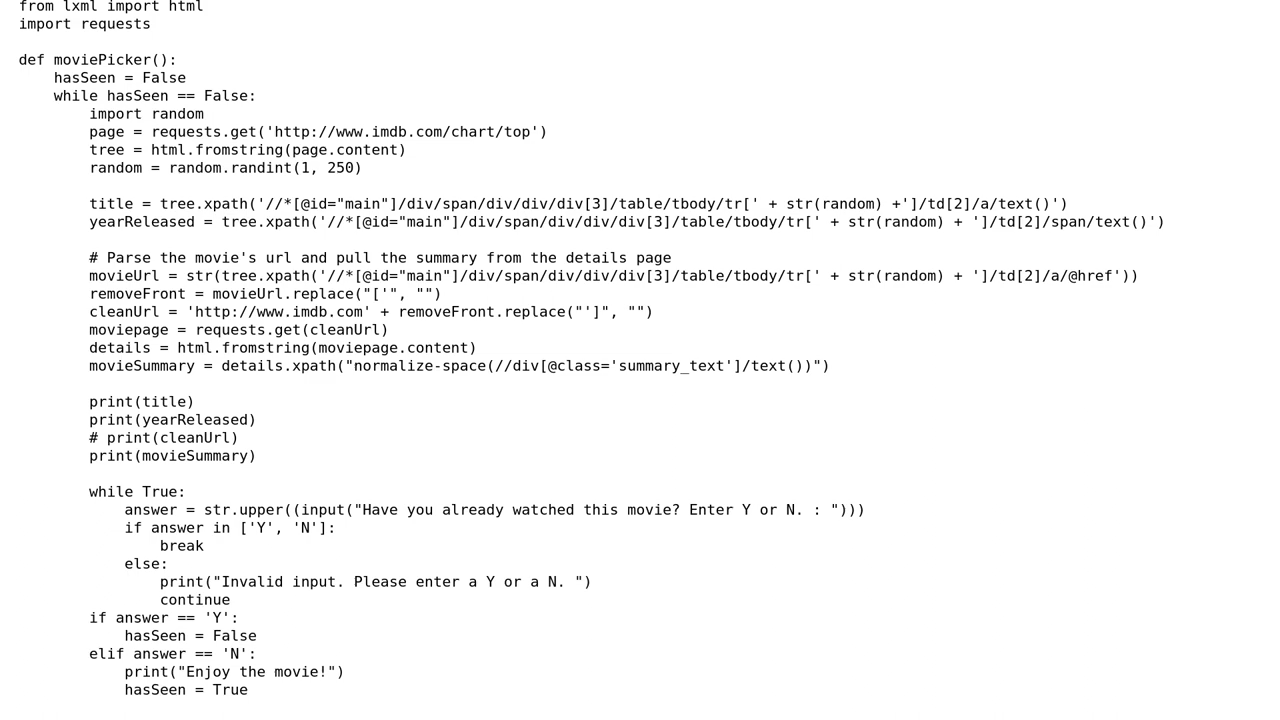 from lxml import html
import requests

def moviePicker():
    hasSeen = False
    while hasSeen == False:
        import random
        page = requests.get('http://www.imdb.com/chart/top')
        tree = html.fromstring(page.content)
        random = random.randint(1, 250)

        title = tree.xpath('//*[@id="main"]/div/span/div/div/div[3]/table/tbody/tr[' + str(random) +']/td[2]/a/text()')
        yearReleased = tree.xpath('//*[@id="main"]/div/span/div/div/div[3]/table/tbody/tr[' + str(random) + ']/td[2]/span/text()')

        # Parse the movie's url and pull the summary from the details page
        movieUrl = str(tree.xpath('//*[@id="main"]/div/span/div/div/div[3]/table/tbody/tr[' + str(random) + ']/td[2]/a/@href'))
        removeFront = movieUrl.replace("['", "")
        cleanUrl = 'http://www.imdb.com' + removeFront.replace("']", "")
        moviepage = requests.get(cleanUrl)
        details = html.fromstring(moviepage.content)
        movieSummary = details.xpath("normalize-space(//div[@class='summary_text']/text())")

        print(title)
        print(yearReleased)
        # print(cleanUrl)
        print(movieSummary)

        while True:
            answer = str.upper((input("Have you already watched this movie? Enter Y or N. : ")))
            if answer in ['Y', 'N']:
                break
            else:
                print("Invalid input. Please enter a Y or a N. ")
                continue
        if answer == 'Y':
            hasSeen = False
        elif answer == 'N':
            print("Enjoy the movie!")
            hasSeen = True